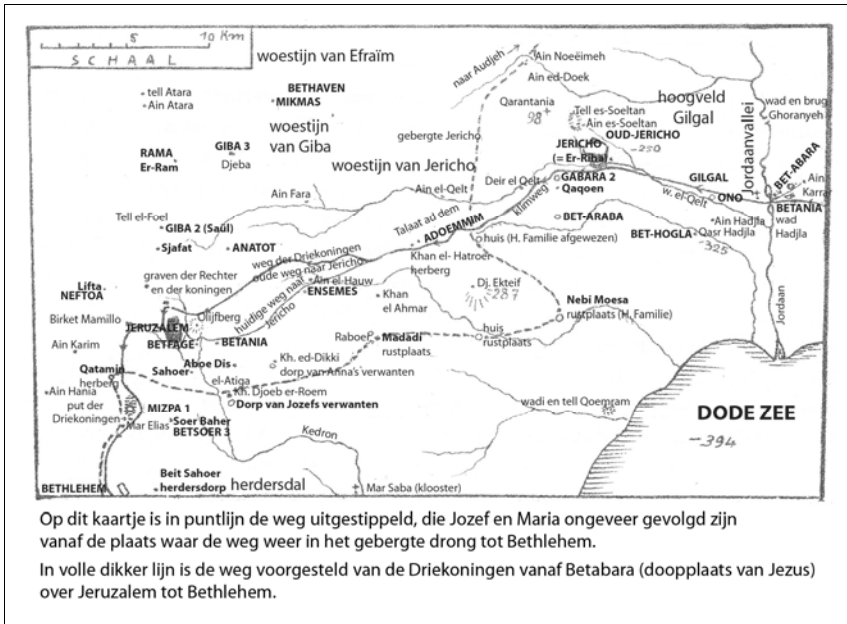 5 10 Km
SCHAAL
woestijn van Efraïm
naar Audjeh
Ain Noeëimeh
Ain ed-Doek
tell Atara
Ain Atara
BETHAVEN
MIKMAS
Qarantania
98
hoogveld
Gilgal
Tell es-Soeltan
Ain es-Soeltan
OUD-JERICHO
-250
Jordaanvallei
wad en brug
Ghoranyeh
woestijn
van Giba
gebergte Jericho
RAMA
Er-Ram
GIBA 3
Djeba
woestijn van Jericho
JERICHO
(= Er-Riha)
GABARA 2
Qaqoen
GILGAL
w. el-Qelt
ONO
BET-ABARA
Ain
Karra
BETANIA
wad
Hadjla
Deir el Qelt
Ain el-Qelt
klimweg
Ain Fara
Talaat au dem
ADOEMMIM
BET-ARABA
BET-HOGLA
Ain Hadjla
Qasr Hadjla
-325
Tell el-Foel
GIBA 2 (Saül)
Sjafat
ANATOT
huis (H. Familie afgewezen)
Khan el- Hatroer
herberg
weg der Driekoningen
oude weg naar Jericho
huidige weg naar
Jericho
graven der Rechter
en der koningen
Lifta
NEFTOA
Ain el-Hauw
ENSEMES
Khan
el Ahmar
Dj. Ekteif
-287
Nebi Moesa
rustplaats (H. Familie)
Jordaan
Birket Mamillo
Olijfberg
JERUZALEM
BETFAGE
BETANIA
Raboe
Madadi
rustplaats
huis
rustplaats
Ain Karim
Qatamin
herberg
Aboe Dis
Sahoer
Kh. ed-Dikki
dorp van Anna's verwanten
el-Atiqa
Kh. Djoeb er-Roem
Dorp van Jozefs verwanten
Ain Hania
put der
Driekoningen
MIZPA 1
Mar Elias
Soer Baher
BETSOER 3
wadi en tell Qoemram
DODE ZEE
-394
Kedron
BETHLEHEM
Beit Sahoer
herdersdorp
herdersdal
Mar Saba (klooster)
Op dit kaartje is in puntlijn de weg uitgestippeld, die Jozef en Maria ongeveer gevolgd zijn
vanaf de plaats waar de weg weer in het gebergte drong tot Bethlehem.
In volle dikker lijn is de weg voorgesteld van de Driekoningen vanaf Betabara (doopplaats van Jezus)
over Jeruzalem tot Bethlehem.